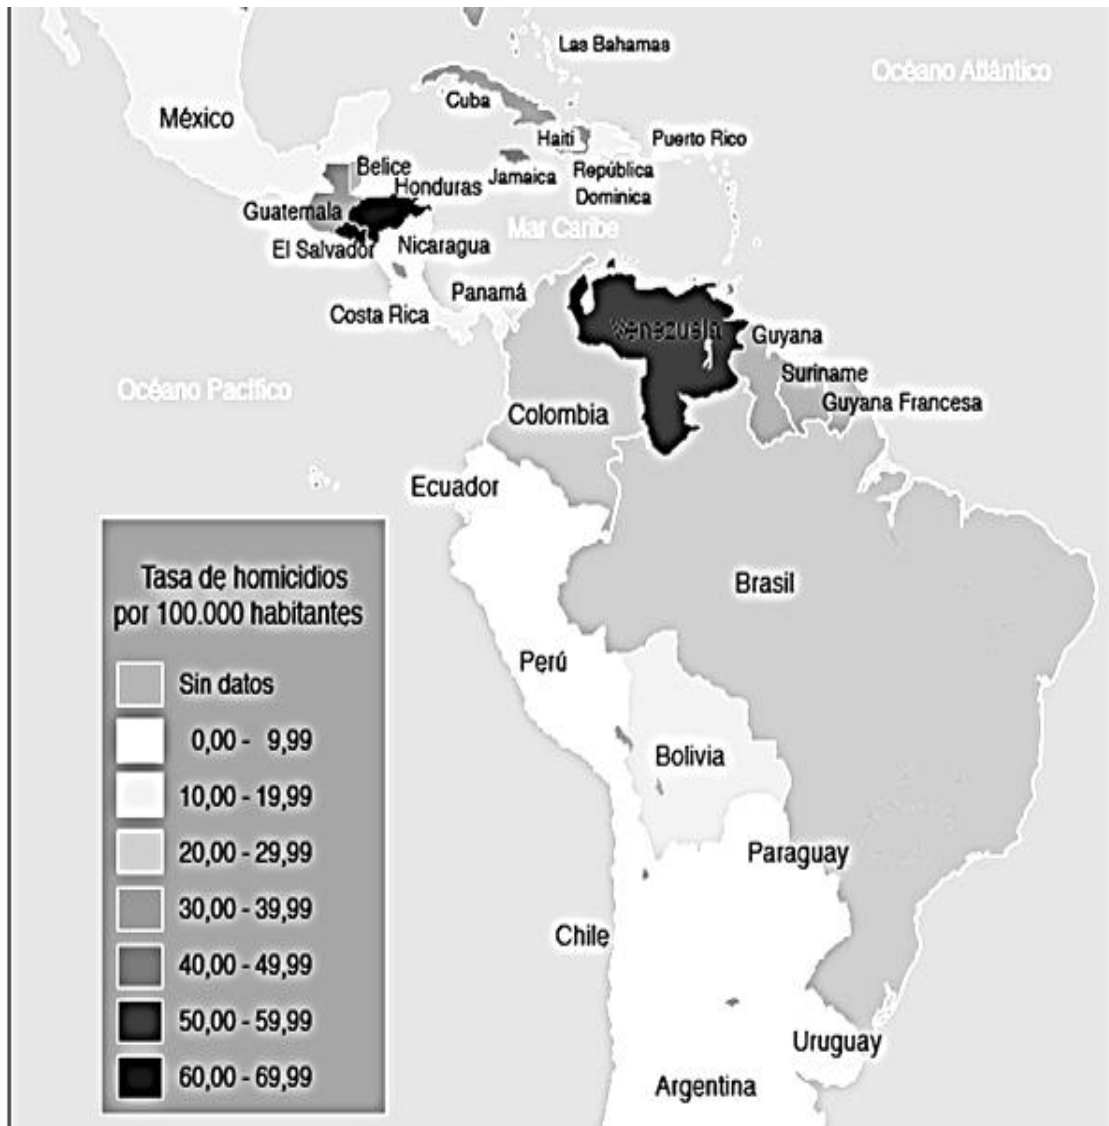 Las Bahamas
Océano Atlántico
Cuba
México
Haití
Puerto Rico
Belice
Jamaica
República
Dominica
Honduras
Guatemala
Mar Caribe
El Salvador
Nicaragua
Panamá
Costa Rica
Venezuela
Guyana
Suriname
Océano Pacífico
Guyana Francesa
Colombia
Ecuador
Brasil
Perú
Bolivia
Paraguay
Chile
Uruguay
Argentina
Tasa de homicidios
por 100.000 habitantes
Sin datos
0,00 - 9,99
10,00 - 19,99
20,00 - 29,99
30,00 - 39,99
40,00 - 49,99
50,00 - 59,99
60,00 - 69,99